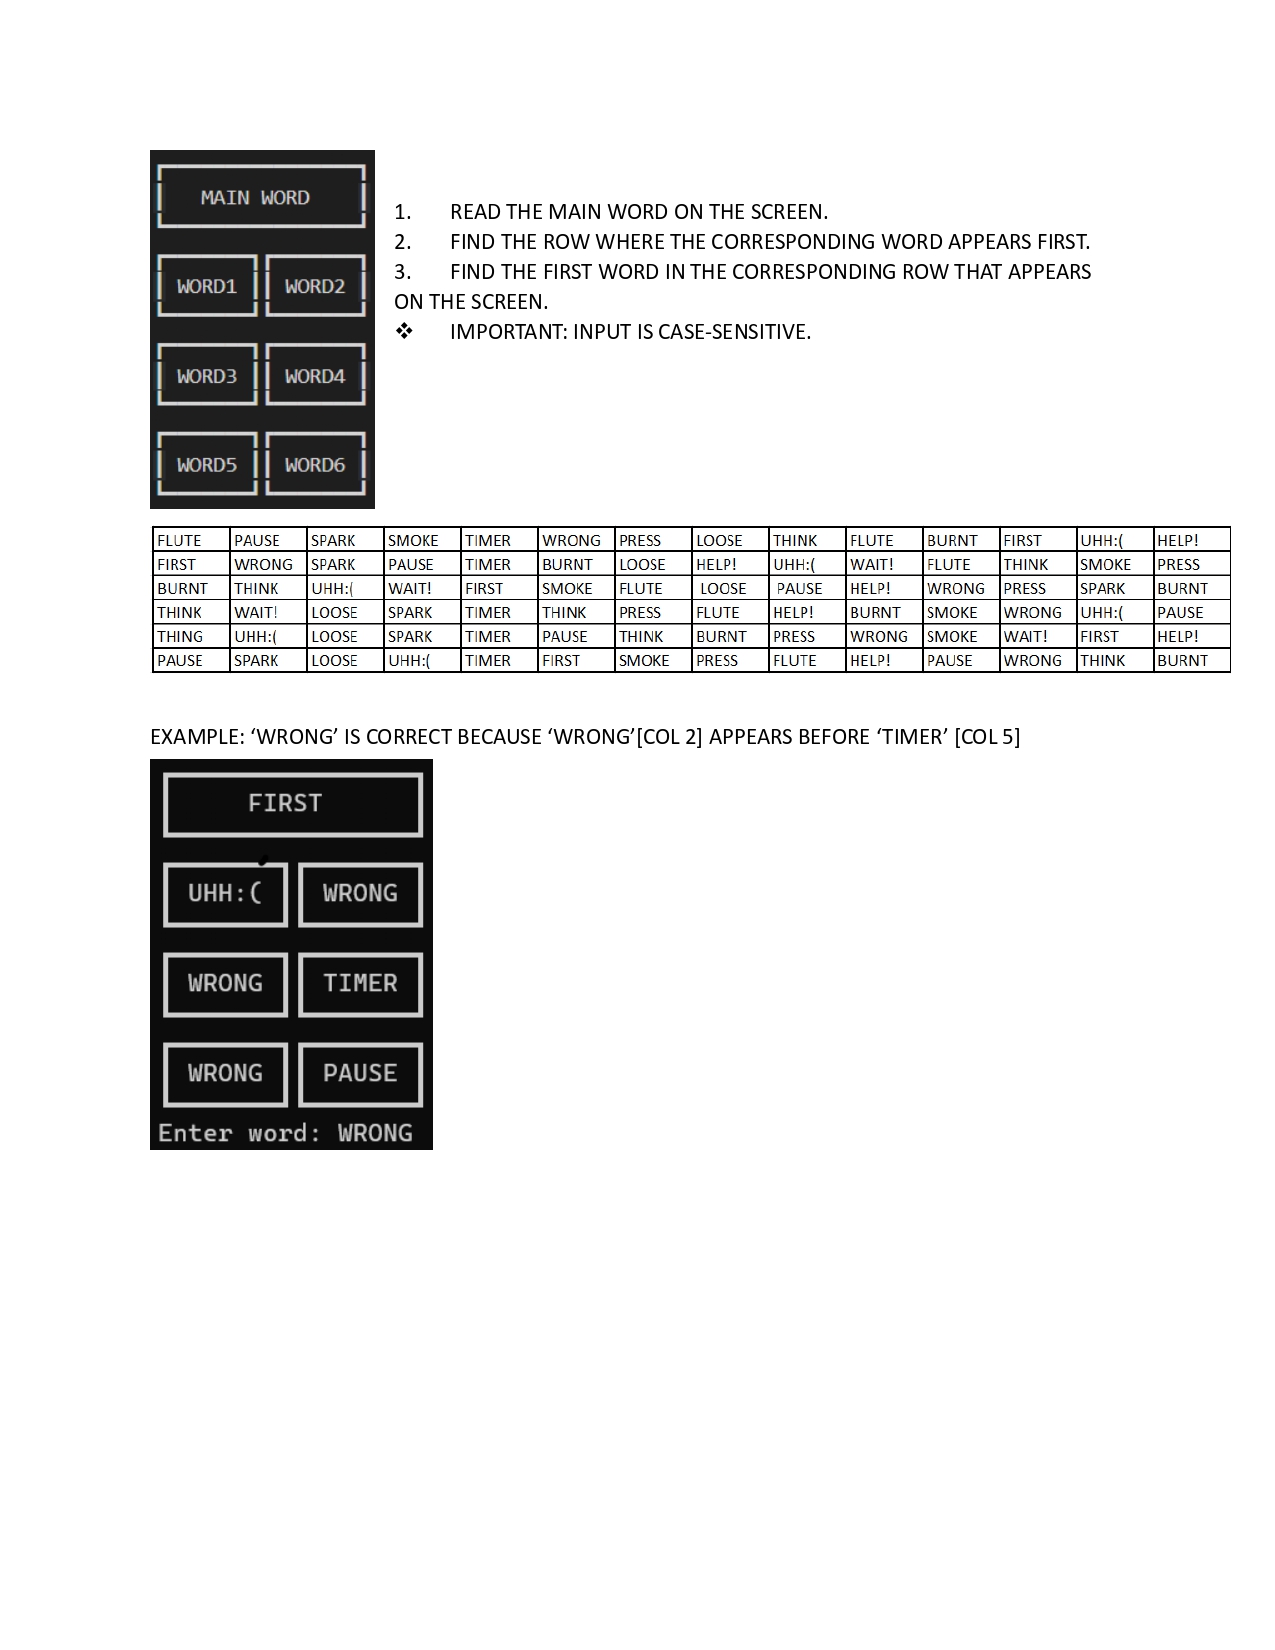 MAIN WORD
WORD1 WORD2
WORD3 WORD4
WORD5 WORD6
1. READ THE MAIN WORD ON THE SCREEN.
2. FIND THE ROW WHERE THE CORRESPONDING WORD APPEARS FIRST.
3. FIND THE FIRST WORD IN THE CORRESPONDING ROW THAT APPEARS
ON THE SCREEN.
❖ IMPORTANT: INPUT IS CASE-SENSITIVE.
FLUTE PAUSE SPARK SMOKE TIMER WRONG PRESS LOOSE THINK FLUTE BURNT FIRST UHH:( HELP!
FIRST WRONG SPARK PAUSE TIMER BURNT LOOSE HELP! UHH:( WAIT! FLUTE THINK SMOKE PRESS
BURNT THINK UHH:( WAIT! FIRST SMOKE FLUTE LOOSE PAUSE HELP! WRONG PRESS SPARK BURNT
THINK WAIT! LOOSE SPARK TIMER THINK PRESS FLUTE HELP! BURNT SMOKE WRONG UHH:( PAUSE
THING UHH:( LOOSE SPARK TIMER PAUSE THINK BURNT PRESS WRONG SMOKE WAIT! FIRST HELP!
PAUSE SPARK LOOSE UHH:( TIMER FIRST SMOKE PRESS FLUTE HELP! PAUSE WRONG THINK BURNT
EXAMPLE: ‘WRONG’ IS CORRECT BECAUSE ‘WRONG’[COL 2] APPEARS BEFORE ‘TIMER’ [COL 5]
FIRST
UHH:( WRONG
WRONG TIMER
WRONG PAUSE
Enter word: WRONG